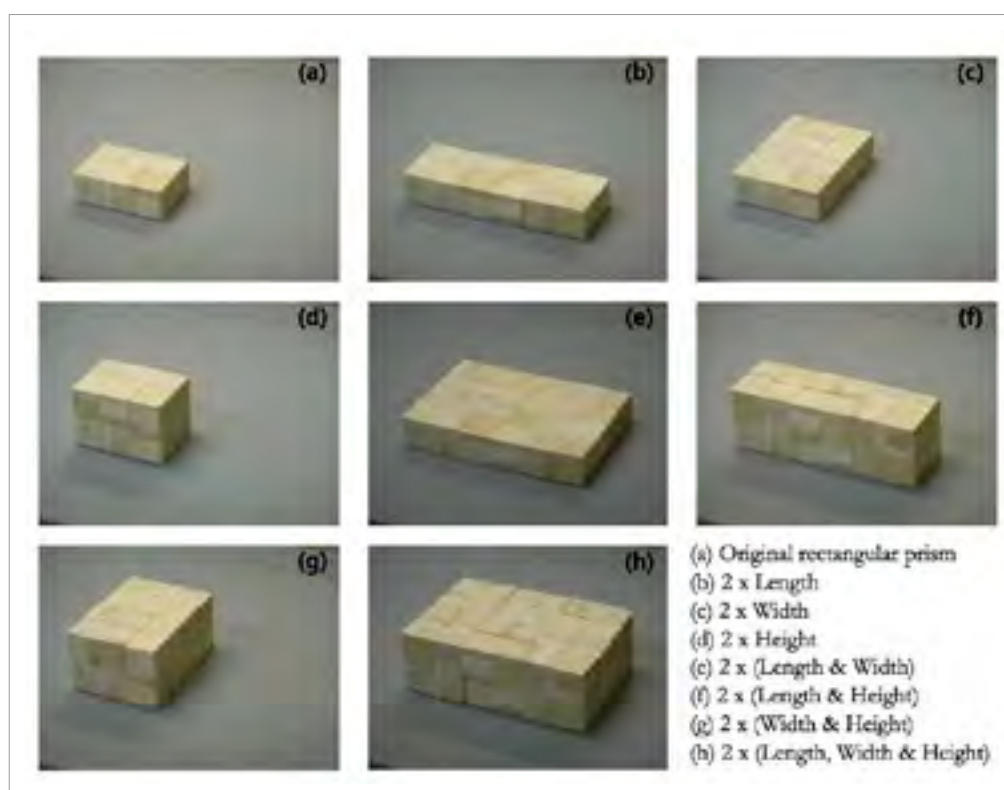 (a)
(b)
(c)
(d)
(e)
(f)
(g)
(h)
(a) Original rectangular prism
(b) 2 x Length
(c) 2 x Width
(d) 2 x Height
(e) 2 x (Length & Width)
(f) 2 x (Length & Height)
(g) 2 x (Width & Height)
(h) 2 x (Length, Width & Height)